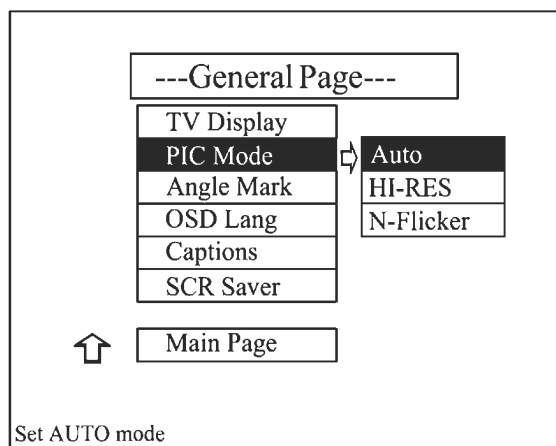 ---General Page---
TV Display
PIC Mode
Auto
Angle Mark
HI-RES
OSD Lang
N-Flicker
Captions
SCR Saver
Main Page
Set AUTO mode